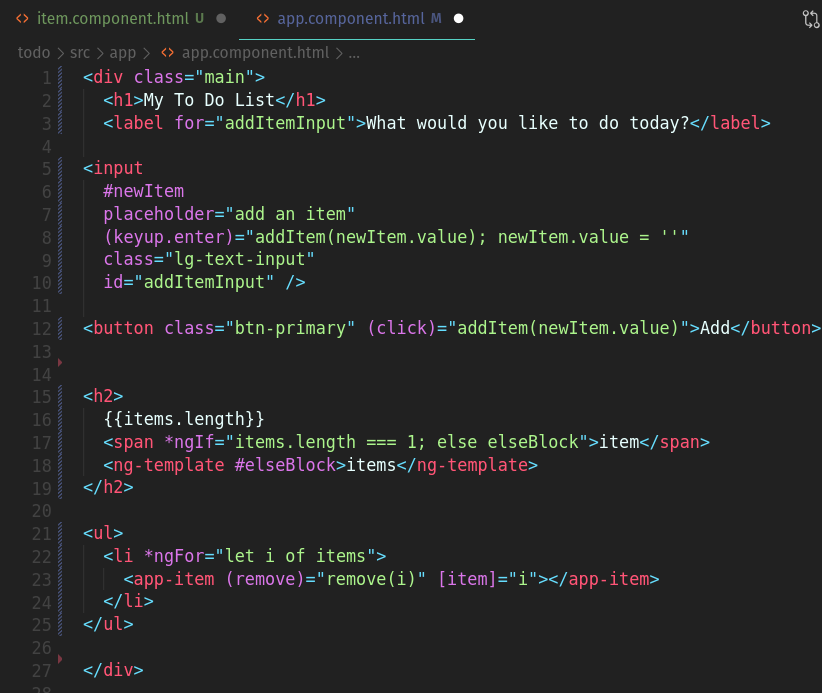 item.component.html U
app.component.html M
todo > src > app > app.component.html > ...
1 <div class="main">
2 <h1>My To Do List</h1>
3 <label for="addItemInput">What would you like to do today?</label>
4
5 <input
6 #newItem
7 placeholder="add an item"
8 (keyup.enter)="addItem(newItem.value); newItem.value = ''"
9 class="lg-text-input"
10 id="addItemInput" />
11
12 <button class="btn-primary" (click)="addItem(newItem.value)">Add</button>
13
14
15 <h2>
16 {{items.length}}
17 <span *ngIf="items.length === 1; else elseBlock">item</span>
18 <ng-template #elseBlock>items</ng-template>
19 </h2>
20
21 <ul>
22 <li *ngFor="let i of items">
23 <app-item (remove)="remove(i)" [item]="i"></app-item>
24 </li>
25 </ul>
26
27 </div>
28